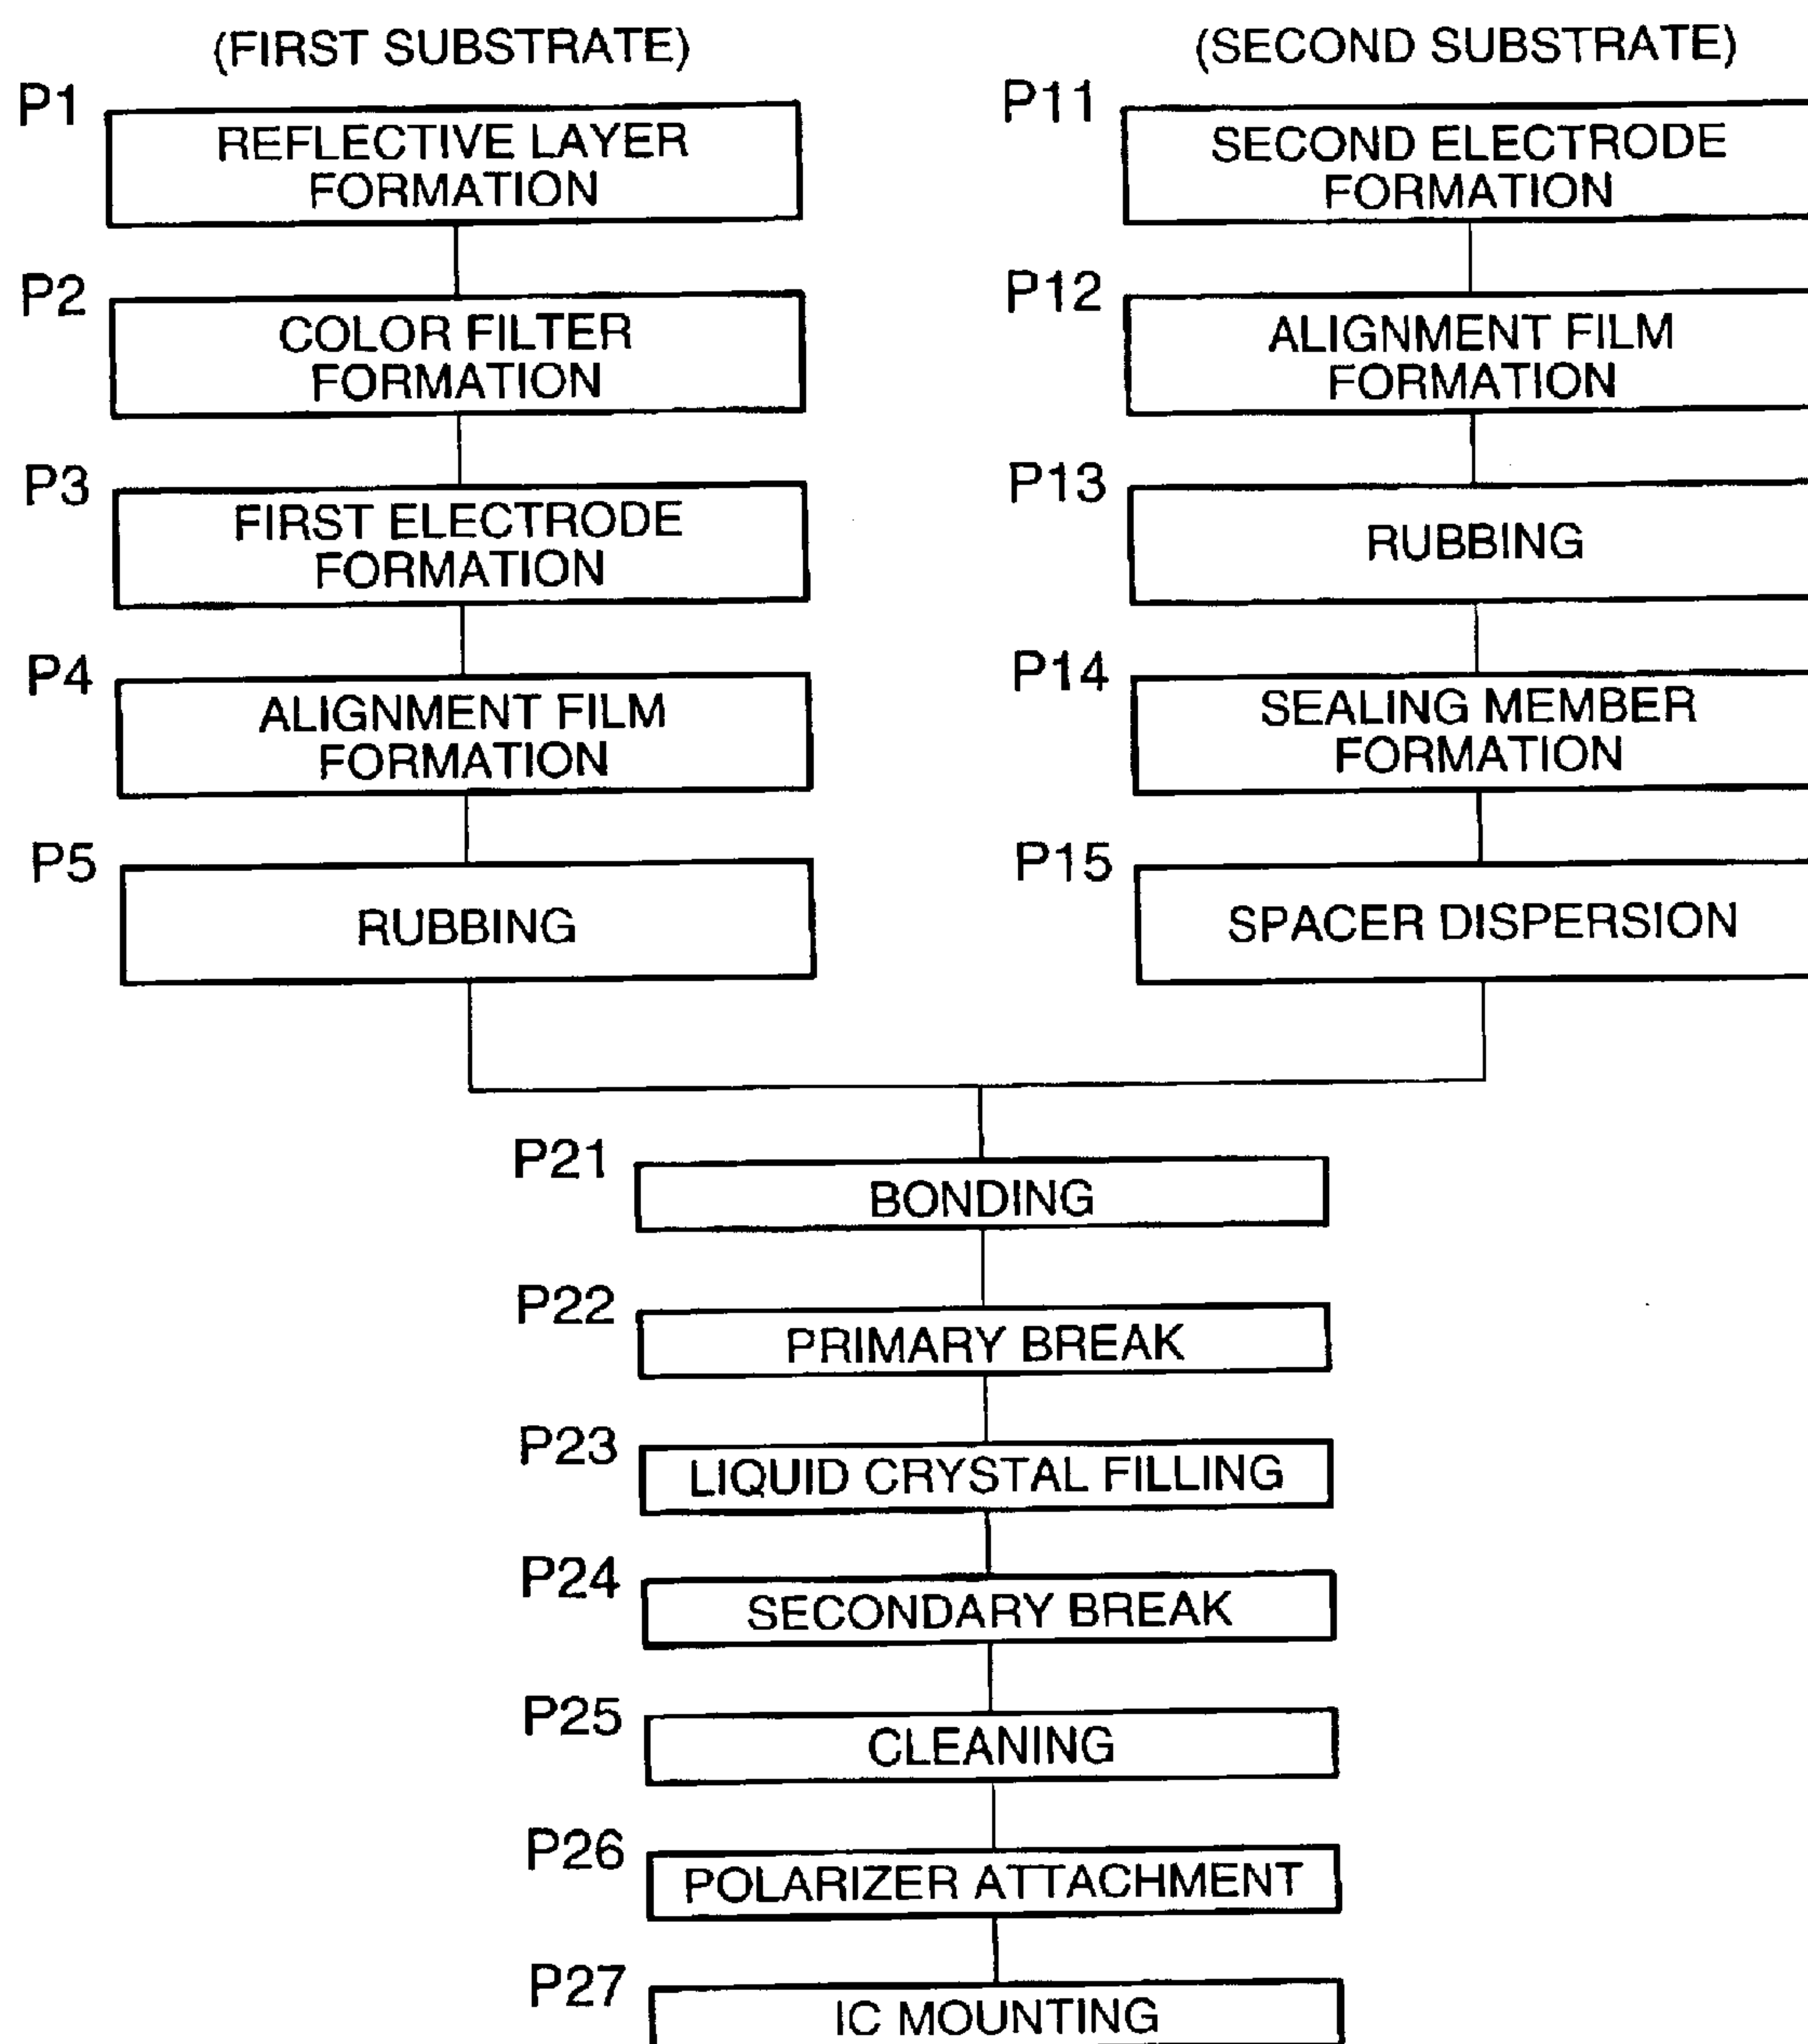 (FIRST SUBSTRATE)
P1
REFLECTIVE LAYER
FORMATION
P2
COLOR FILTER
FORMATION
P3
FIRST ELECTRODE
FORMATION
P4
ALIGNMENT FILM
FORMATION
P5
RUBBING
(SECOND SUBSTRATE)
P11
SECOND ELECTRODE
FORMATION
P12
ALIGNMENT FILM
FORMATION
P13
RUBBING
P14
SEALING MEMBER
FORMATION
P15
SPACER DISPERSION
P21
BONDING
P22
PRIMARY BREAK
P23
LIQUID CRYSTAL FILLING
P24
SECONDARY BREAK
P25
CLEANING
P26
POLARIZER ATTACHMENT
P27
IC MOUNTING